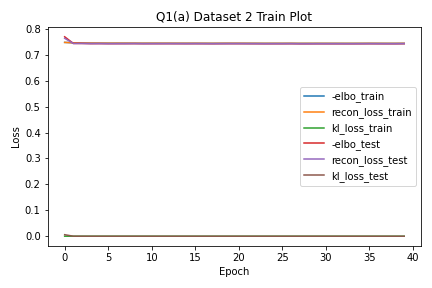 Q1(a) Dataset 2 Train Plot
0.8
0.7
0.6
0.5
0.4
0.3
0.2
0.1
0.0
Loss
-elbo_train
recon_loss_train
kl_loss_train
-elbo_test
recon_loss_test
kl_loss_test
0 5 10 15 20 25 30 35 40
Epoch